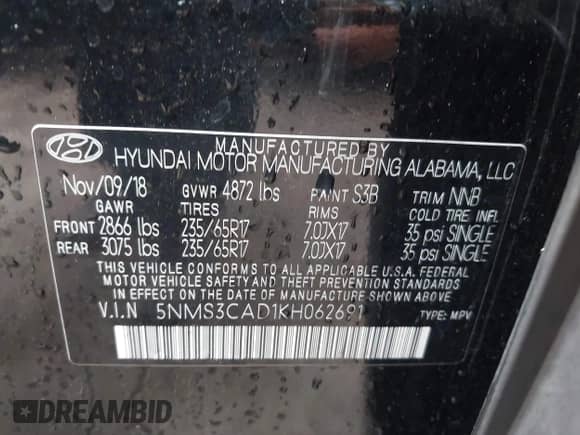 MANUFACTURED BY
HYUNDAI MOTOR MANUFACTURING ALABAMA, LLC
Nov/09/18 GVWR 4872 lbs PAINT S3B TRIM NNB
GAWR TIRES RIMS COLD TIRE INFL
FRONT 2866 lbs 235/65R17 7.0JX17 35 psi SINGLE
REAR 3075 lbs 235/65R17 7.0JX17 35 psi SINGLE
THIS VEHICLE CONFORMS TO ALL APPLICABLE U.S.A. FEDERAL
MOTOR VEHICLE SAFETY AND THEFT PREVENTION STANDARDS
IN EFFECT ON THE DATE OF MANUFACTURE SHOWN ABOVE.
V.I.N 5NMS3CAD1KH062691 TYPE: MPV
DREAMBID